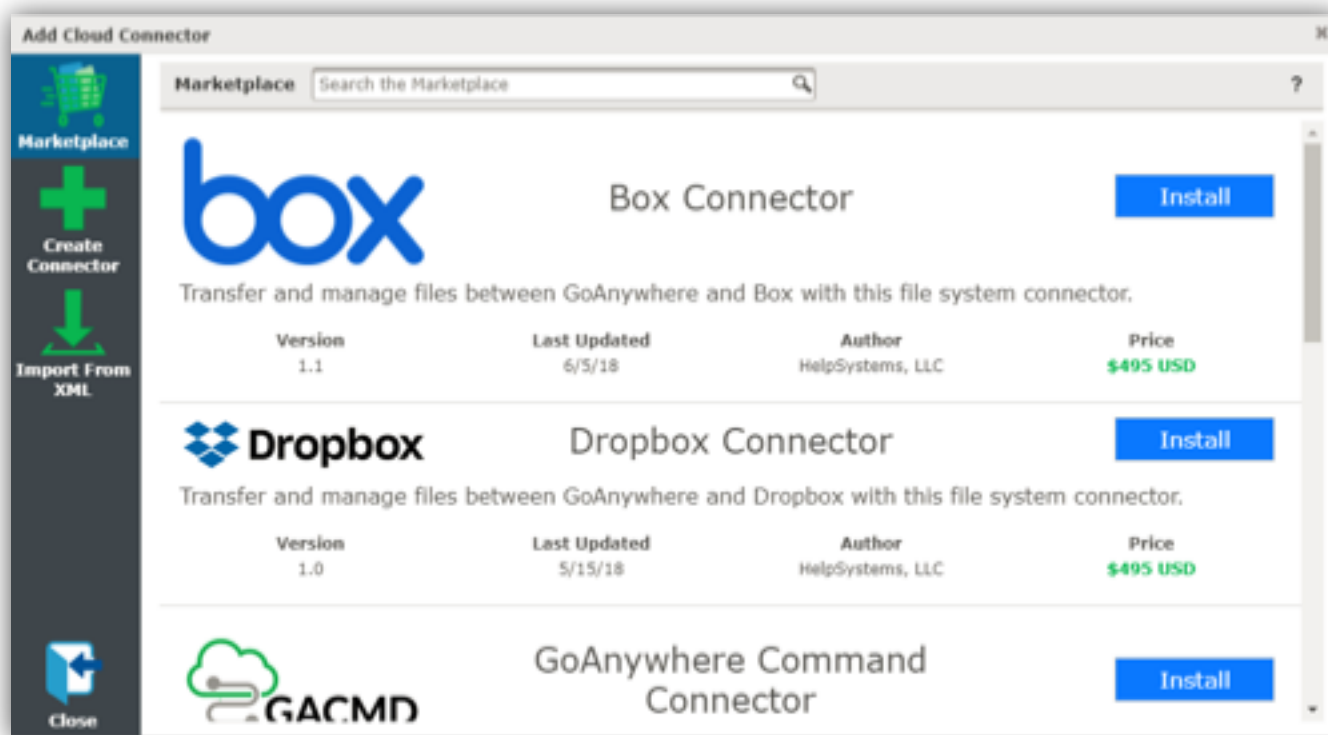 Add Cloud Connector
Marketplace
Create
Connector
Import From
XML
Close
Marketplace Search the Marketplace ?
box
Box Connector
Install
Transfer and manage files between GoAnywhere and Box with this file system connector.
Version Last Updated Author Price
1.1 6/5/18 HelpSystems, LLC $495 USD
Dropbox
Dropbox Connector
Install
Transfer and manage files between GoAnywhere and Dropbox with this file system connector.
Version Last Updated Author Price
1.0 5/15/18 HelpSystems, LLC $495 USD
GACMD
GoAnywhere Command
Connector
Install